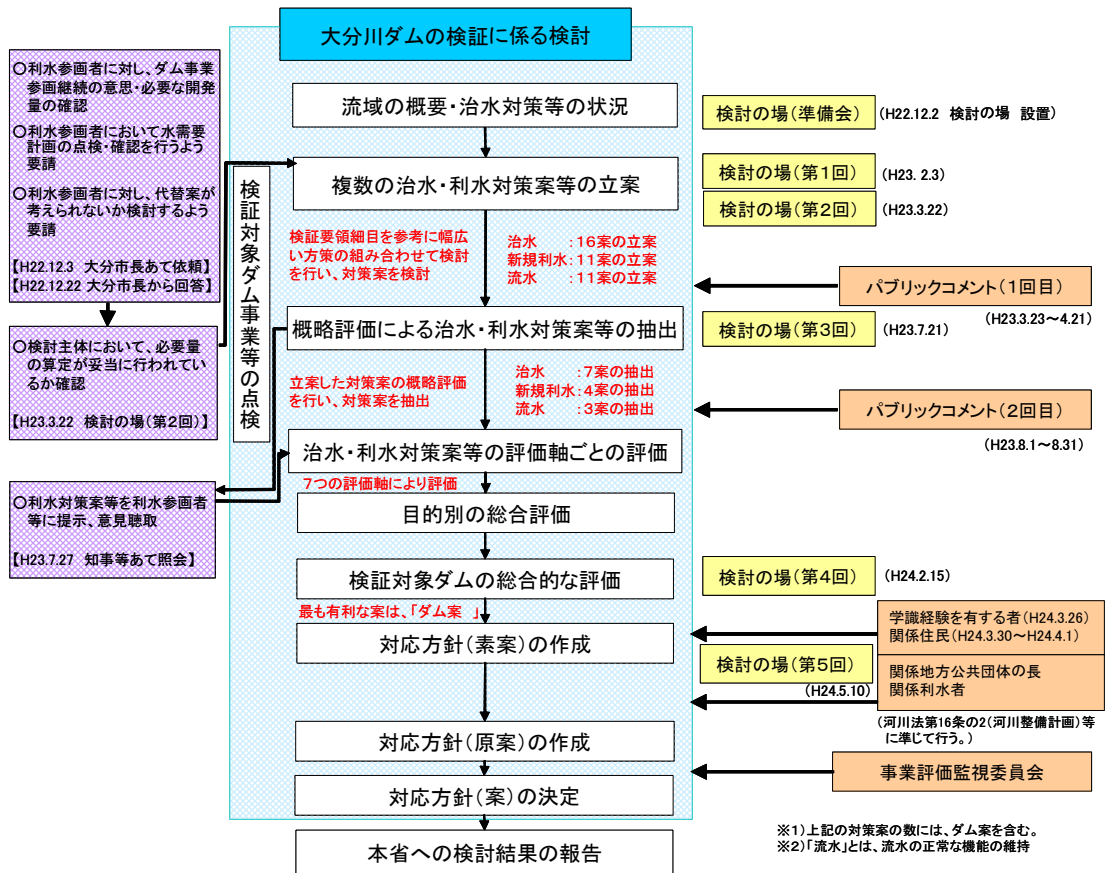 大分川ダムの検証に係る検討
〇利水参画者に対し、ダム事業
参画継続の意思・必要な開発
量の確認
〇利水参画者において水需要
計画の点検・確認を行うよう
要請
〇利水参画者に対し、代替案が
考えられないか検討するよう
要請
【H22.12.3 大分市長あて依頼】
【H22.12.22 大分市長から回答】
〇検討主体において、必要量
の算定が妥当に行われてい
るか確認
【H23.3.22 検討の場(第2回)】
〇利水対策案等を利水参画者
等に提示、意見聴取
【H23.7.27 知事等あて照会】
検証対象ダム事業等の点検
流域の概要・治水対策等の状況
検討の場(準備会)
(H22.12.2 検討の場 設置)
複数の治水・利水対策案等の立案
検討の場(第1回)
(H23. 2.3)
検討の場(第2回)
(H23.3.22)
検証要領細目を参考に幅広
い方策の組み合わせて検討
を行い、対策案を検討
治水 :16案の立案
新規利水:11案の立案
流水 :11案の立案
パブリックコメント(1回目)
(H23.3.23~4.21)
概略評価による治水・利水対策案等の抽出
検討の場(第3回)
(H23.7.21)
立案した対策案の概略評価
を行い、対策案を抽出
治水 :7案の抽出
新規利水:4案の抽出
流水 :3案の抽出
パブリックコメント(2回目)
(H23.8.1~8.31)
治水・利水対策案等の評価軸ごとの評価
7つの評価軸により評価
目的別の総合評価
検証対象ダムの総合的な評価
検討の場(第4回)
(H24.2.15)
最も有利な案は、「ダム案 」
対応方針(素案)の作成
学識経験を有する者(H24.3.26)
関係住民(H24.3.30~H24.4.1)
検討の場(第5回)
(H24.5.10)
関係地方公共団体の長
関係利水者
(河川法第16条の2(河川整備計画)等
に準じて行う。)
対応方針(原案)の作成
事業評価監視委員会
対応方針(案)の決定
本省への検討結果の報告
※1)上記の対策案の数には、ダム案を含む。
※2)「流水」とは、流水の正常な機能の維持